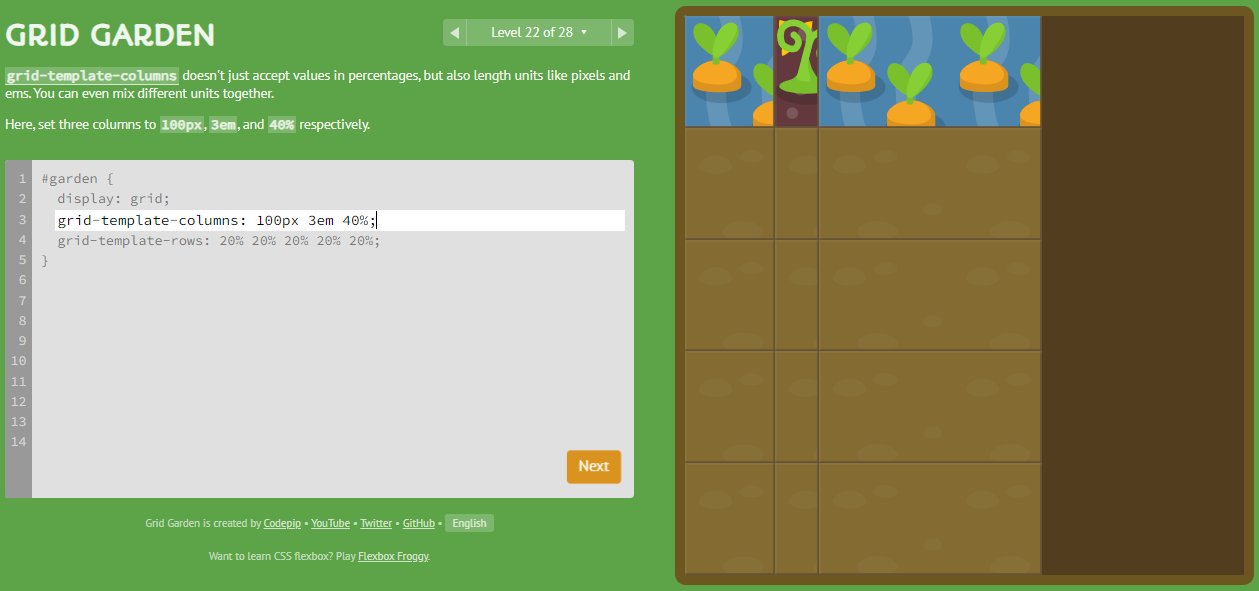 GRID GARDEN
Level 22 of 28
grid-template-columns doesn't just accept values in percentages, but also length units like pixels and
ems. You can even mix different units together.
Here, set three columns to 100px, 3em, and 40% respectively.
1 #garden {
2 display: grid;
3 grid-template-columns: 100px 3em 40%;
4 grid-template-rows: 20% 20% 20% 20% 20%;
5 }
6
7
8
9
10
11
12
13
14
Next
Grid Garden is created by Codepip • YouTube • Twitter • GitHub • English
Want to learn CSS flexbox? Play Flexbox Froggy.